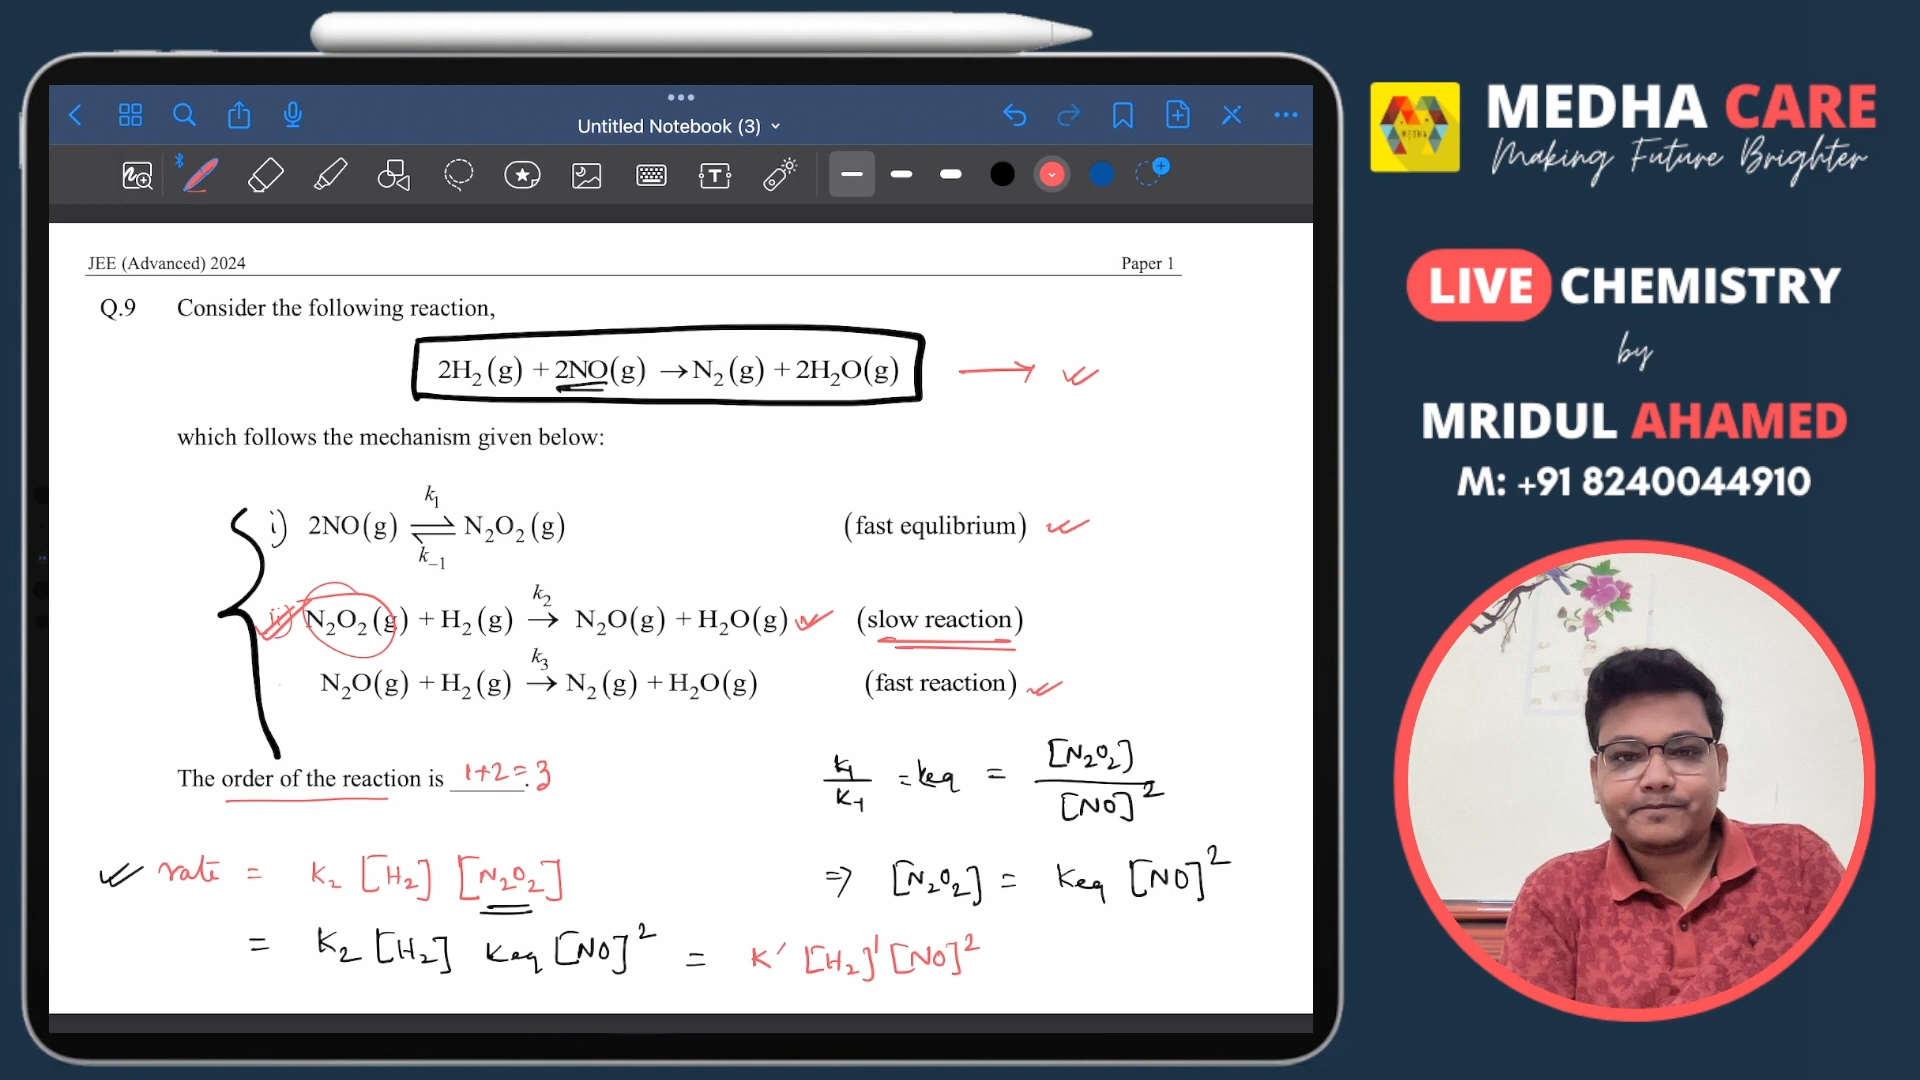 Untitled Notebook (3)
MEDHA CARE
Making Future Brighter
MEDHA
JEE (Advanced) 2024 Paper 1
Q.9 Consider the following reaction,
2H₂(g) + 2NO(g) → N₂(g) + 2H₂O(g)
which follows the mechanism given below:
k₁
i) 2NO(g) ⇌ N₂O₂(g) (fast equlibrium)
k₋₁
k₂
ii) N₂O₂(g) + H₂(g) → N₂O(g) + H₂O(g) (slow reaction)
k₃
N₂O(g) + H₂(g) → N₂(g) + H₂O(g) (fast reaction)
The order of the reaction is 1+2=3.
k₁/k₋₁ = keq = [N₂O₂]/[NO]²
rate = K₂ [H₂] [N₂O₂]
⇒ [N₂O₂] = Keq [NO]²
= K₂ [H₂] Keq [NO]² = K′ [H₂]¹ [NO]²
LIVE CHEMISTRY
by
MRIDUL AHAMED
M: +91 8240044910
T